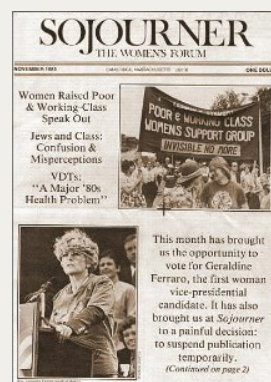 SOJOURNER
THE WOMEN'S FORUM
ONE DOLL
Women Raised Poor
& Working-Class
Speak Out
Jews and Class:
Confusion &
Misperceptions
VDTs:
"A Major '80s
Health Problem"
POOR & WORKING CLASS
WOMENS SUPPORT GROUP
INVISIBLE NO MORE
This month has brought
us the opportunity to
vote for Geraldine
Ferraro, the first woman
vice-presidential
candidate. It has also
brought us at Sojourner
to a painful decision:
to suspend publication
temporarily.
(Continued on page 2)